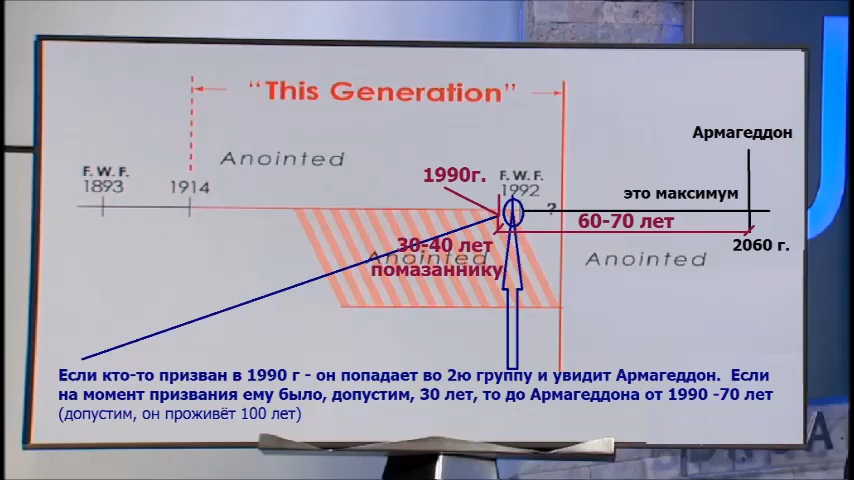 “This Generation”
Армагеддон
Anointed
F. W. F.
1893
1914
1990г.
F. W. F.
1992
это максимум
?
60-70 лет
30-40 лет
помазаннику
Anointed
Anointed
2060 г.
Если кто-то призван в 1990 г - он попадает во 2ю группу и увидит Армагеддон. Если
на момент призвания ему было, допустим, 30 лет, то до Армагеддона от 1990 -70 лет
(допустим, он проживёт 100 лет)